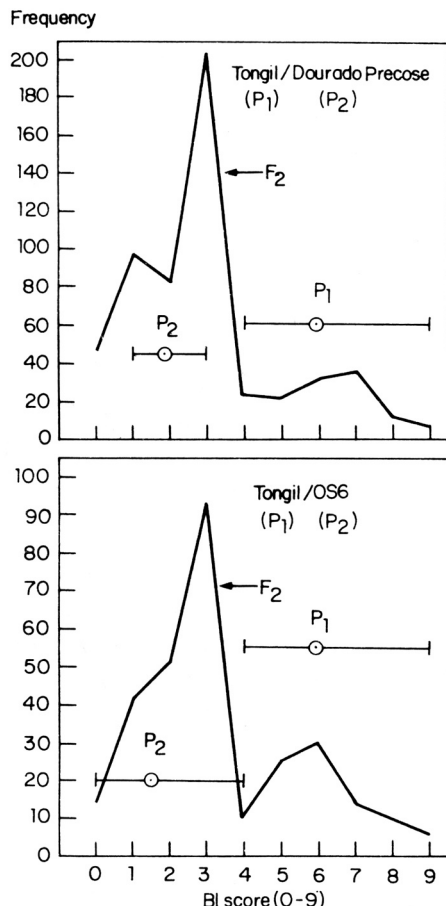 Frequency
Tongil/Dourado Precose
(P1) (P2)
200
180
160
140
120
100
80
60
40
20
0
F2
P1
P2
Tongil/OS6
(P1) (P2)
100
90
80
70
60
50
40
30
20
10
0
F2
P1
P2
0 1 2 3 4 5 6 7 8 9
BI score (0-9)